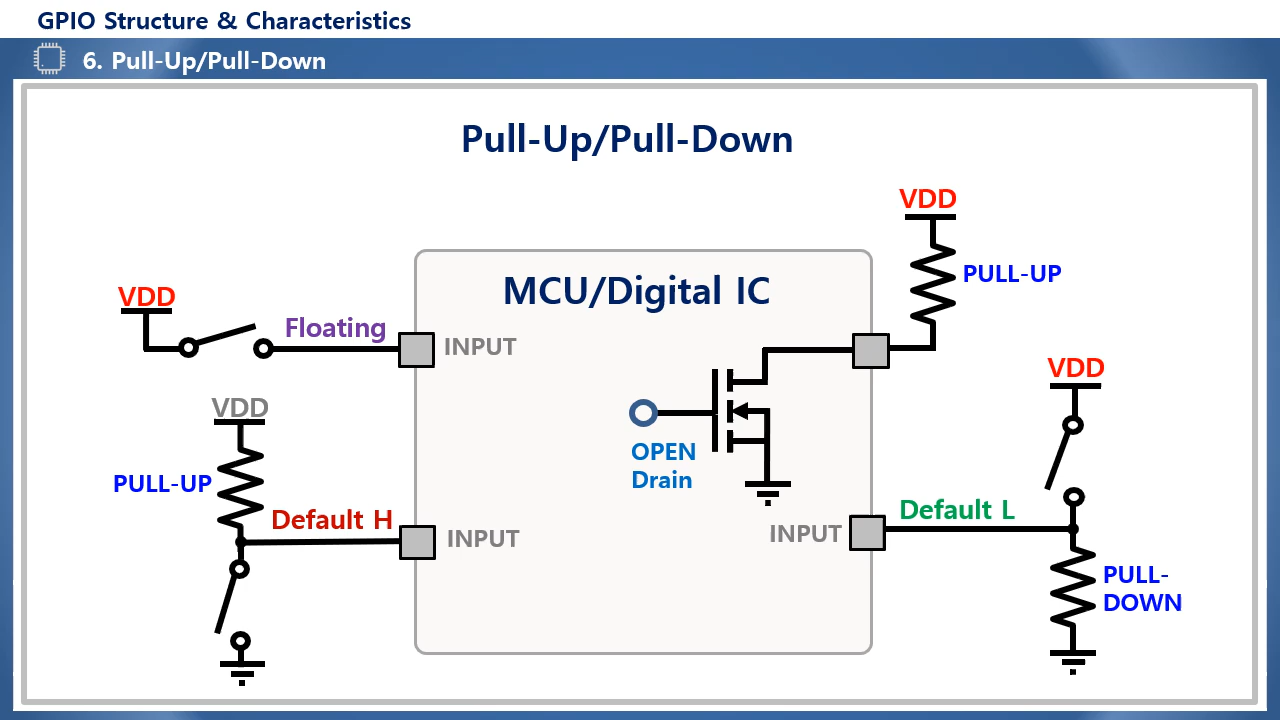 GPIO Structure & Characteristics
6. Pull-Up/Pull-Down
Pull-Up/Pull-Down
VDD
PULL-UP
MCU/Digital IC
VDD
Floating
INPUT
VDD
VDD
PULL-UP
OPEN
Drain
Default H
INPUT
Default L
INPUT
PULL-
DOWN